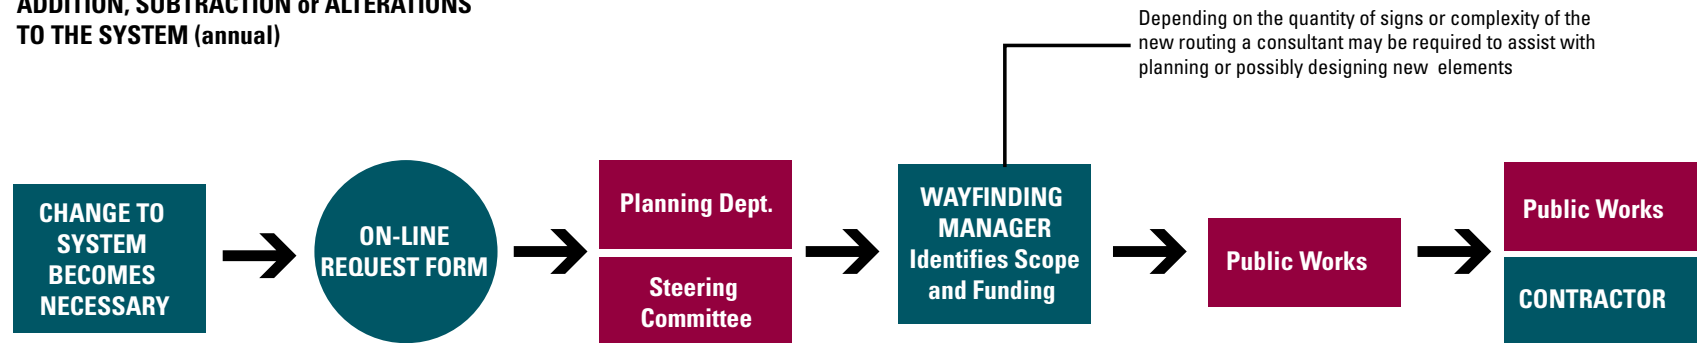 ADDITION, SUBTRACTION or ALTERATIONS
TO THE SYSTEM (annual)
Depending on the quantity of signs or complexity of the
new routing a consultant may be required to assist with
planning or possibly designing new elements
CHANGE TO
SYSTEM
BECOMES
NECESSARY
ON-LINE
REQUEST FORM
Planning Dept.
Steering
Committee
WAYFINDING
MANAGER
Identifies Scope
and Funding
Public Works
Public Works
CONTRACTOR